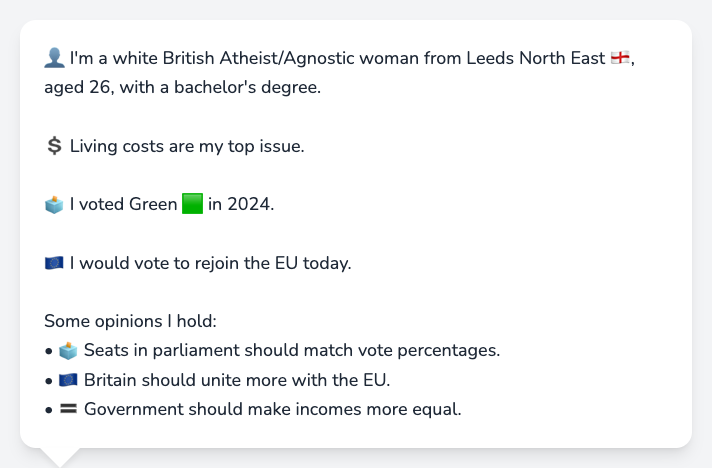 👤 I'm a white British Atheist/Agnostic woman from Leeds North East 🏴󠁧󠁢󠁥󠁮󠁧󠁿,
aged 26, with a bachelor's degree.
💲 Living costs are my top issue.
🗳️ I voted Green 🟩 in 2024.
🇪🇺 I would vote to rejoin the EU today.
Some opinions I hold:
• 🗳️ Seats in parliament should match vote percentages.
• 🇪🇺 Britain should unite more with the EU.
• 🟰 Government should make incomes more equal.